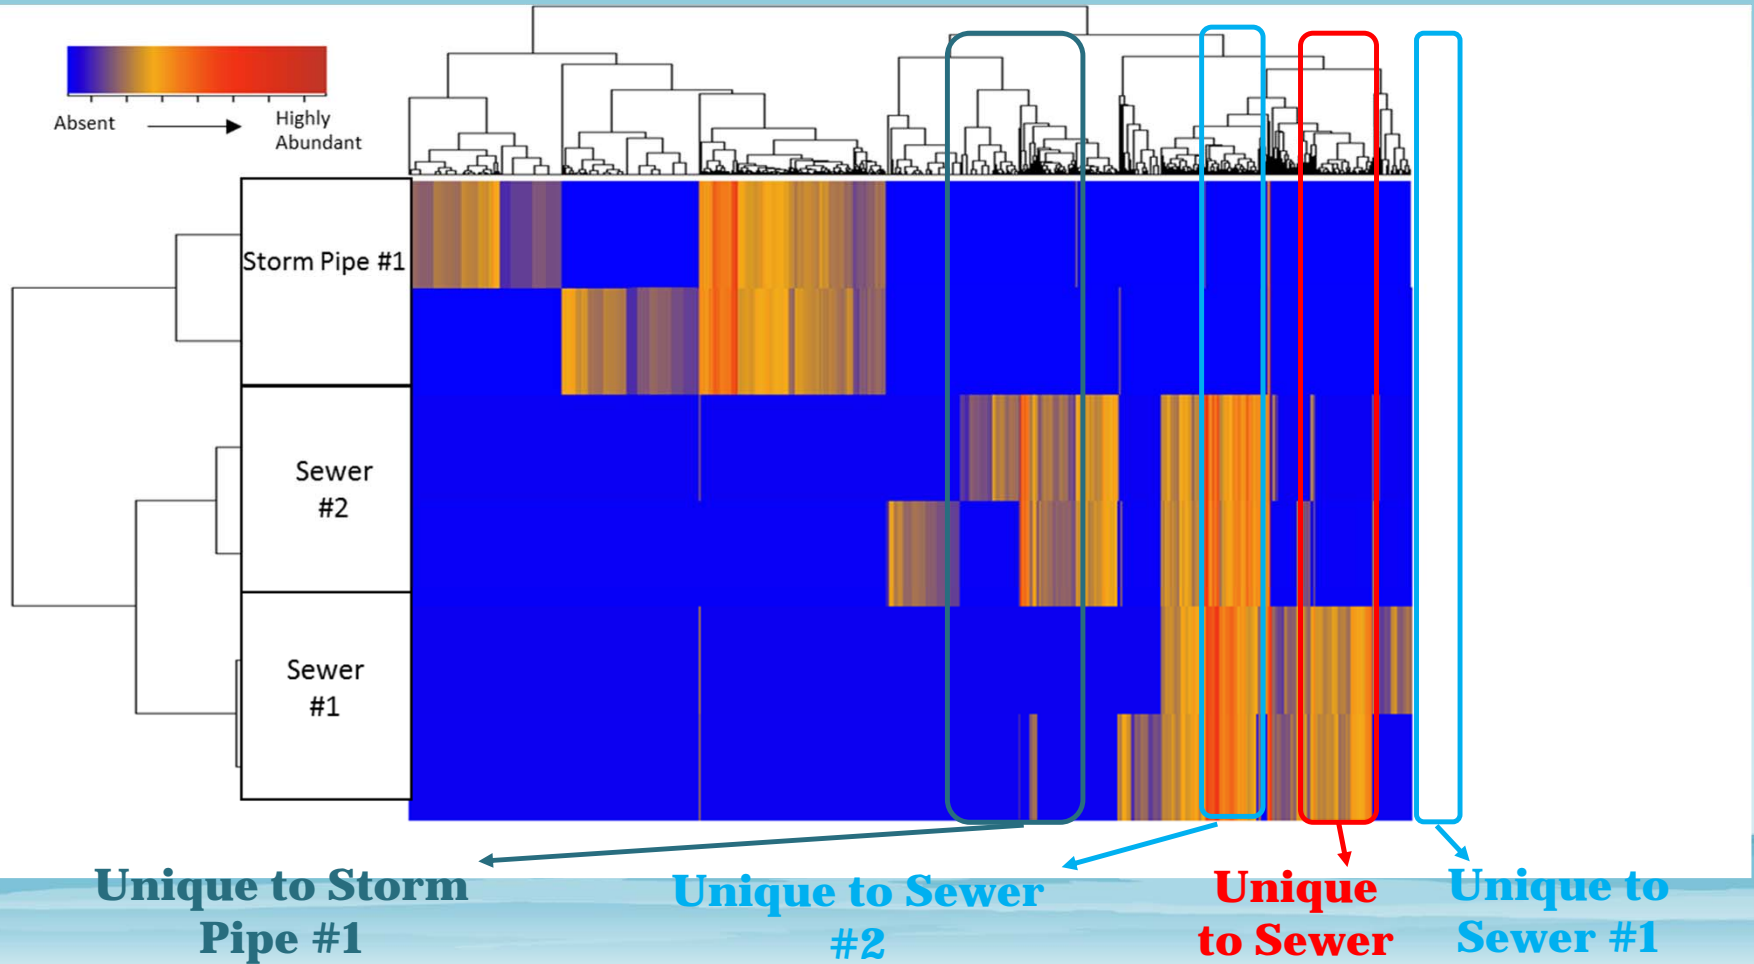 Absent
Highly
Abundant
Storm Pipe #1
Sewer
#2
Sewer
#1
Unique to Storm
Pipe #1
Unique to Sewer
#2
Unique
to Sewer
Unique to
Sewer #1